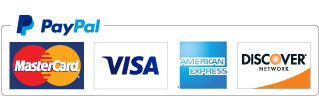 PayPal
MasterCard
VISA
AMERICAN
EXPRESS
DISCOVER
NETWORK